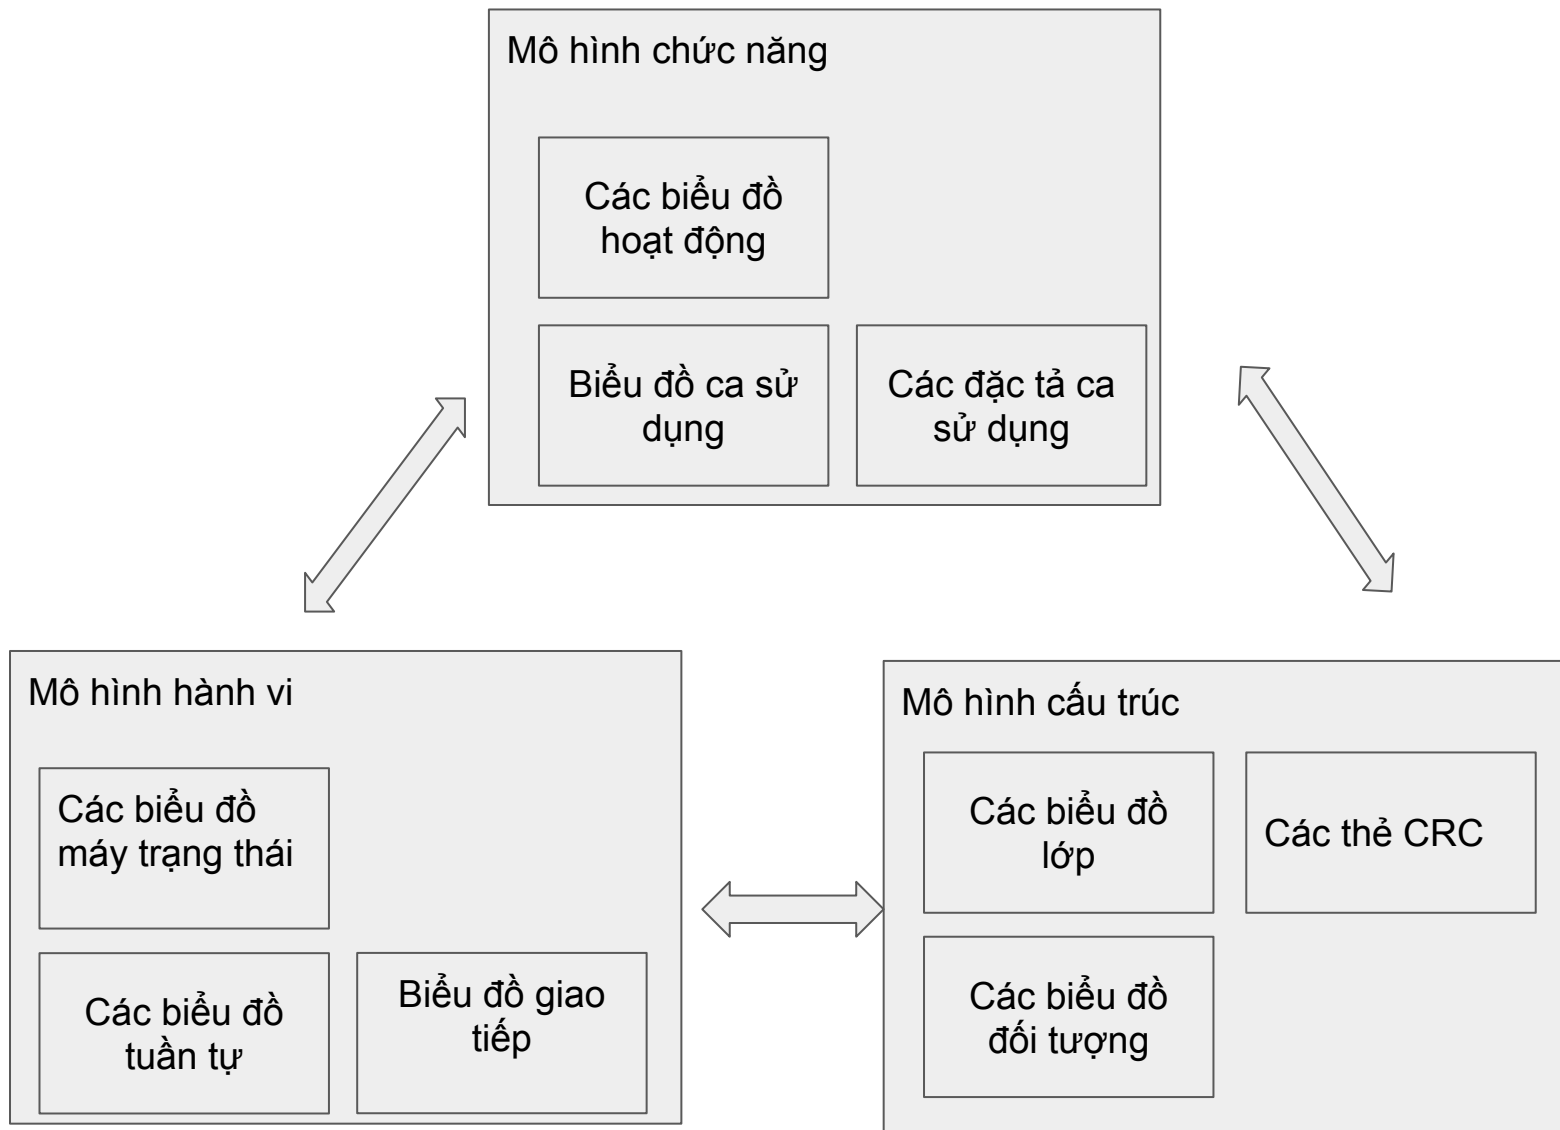 Mô hình chức năng
Các biểu đồ
hoạt động
Biểu đồ ca sử
dụng
Các đặc tả ca
sử dụng
Mô hình hành vi
Các biểu đồ
máy trạng thái
Các biểu đồ
tuần tự
Biểu đồ giao
tiếp
Mô hình cấu trúc
Các biểu đồ
lớp
Các thẻ CRC
Các biểu đồ
đối tượng